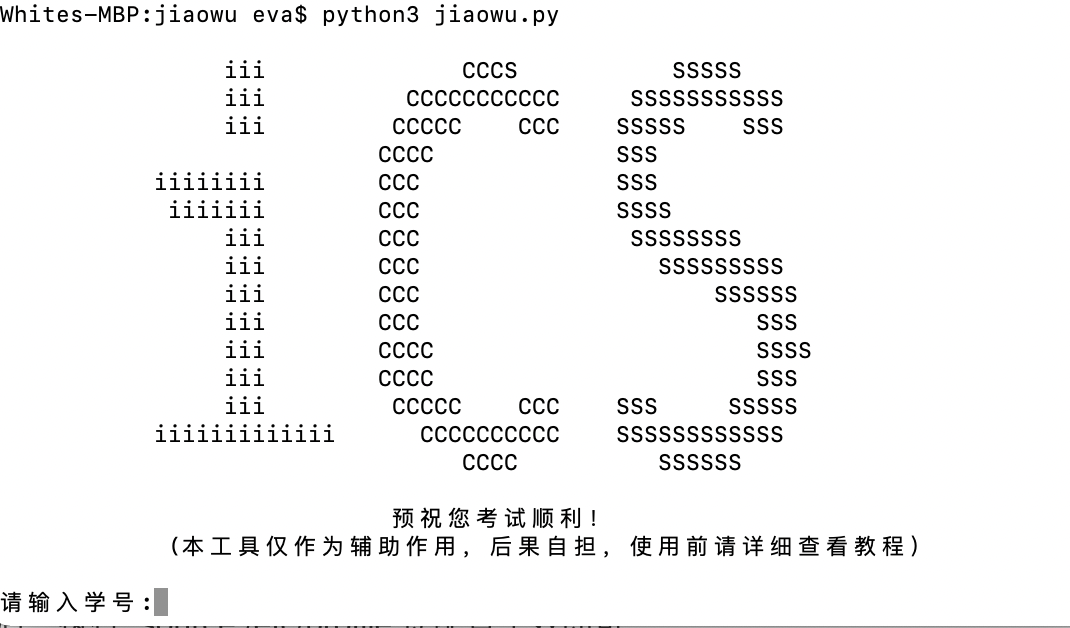 Whites-MBP:jiaowu eva$ python3 jiaowu.py
iii CCCS SSSSS
iii CCCCCCCCCCC SSSSSSSSSSS
iii CCCCC CCC SSSSS SSS
CCCC SSS
iiiiiiii CCC SSS
iiiiiii CCC SSSS
iii CCC SSSSSSSS
iii CCC SSSSSSSSS
iii CCC SSSSSS
iii CCC SSS
iii CCCC SSSS
iii CCCC SSS
iii CCCCC CCC SSS SSSSS
iiiiiiiiiiiii CCCCCCCCCC SSSSSSSSSSSS
CCCC SSSSSS
预祝您考试顺利!
(本工具仅作为辅助作用, 后果自担, 使用前请详细查看教程)
请输入学号: